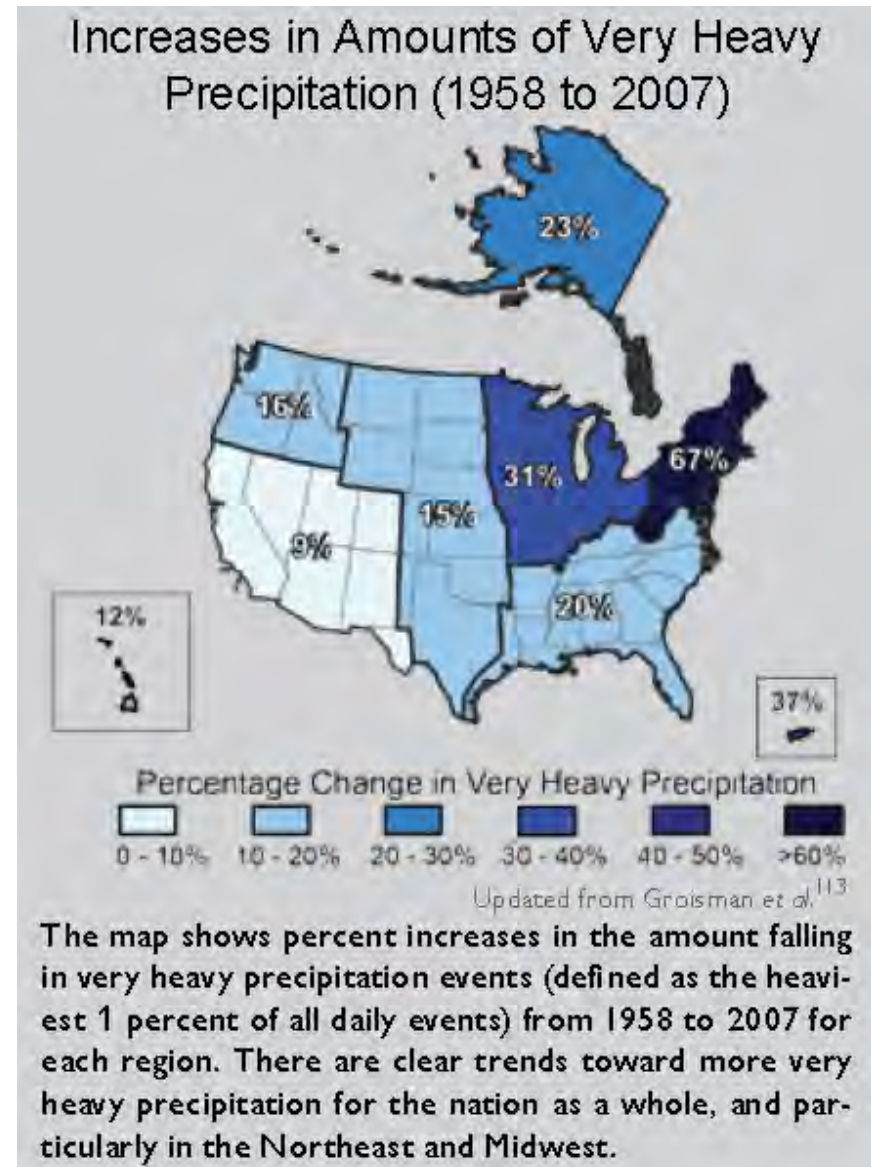 Increases in Amounts of Very Heavy
Precipitation (1958 to 2007)
23%
16%
67%
31%
15%
9%
20%
12%
37%
Percentage Change in Very Heavy Precipitation
0 - 10% 10 - 20% 20 - 30% 30 - 40% 40 - 50% >60%
Updated from Groisman et al.113
The map shows percent increases in the amount falling
in very heavy precipitation events (defined as the heavi-
est 1 percent of all daily events) from 1958 to 2007 for
each region. There are clear trends toward more very
heavy precipitation for the nation as a whole, and par-
ticularly in the Northeast and Midwest.